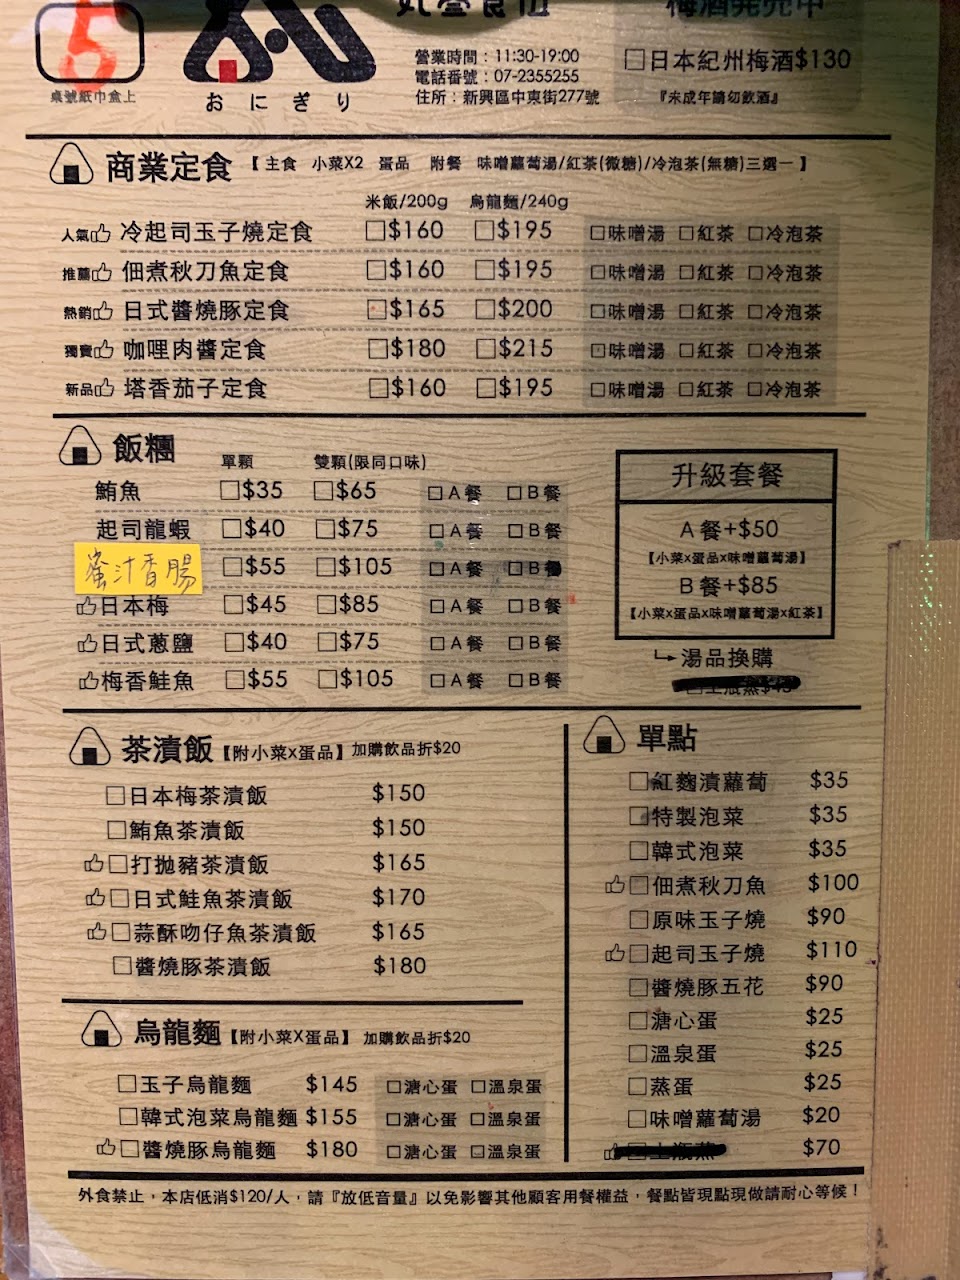 5
桌號紙巾盒上
おにぎり
營業時間：11:30-19:00
電話番號：07-2355255
住所：新興區中東街277號
梅酒発売中
□日本紀州梅酒$130
『未成年請勿飲酒』
商業定食【主食 小菜X2 蛋品 附餐 味噌蘿蔔湯/紅茶(微糖)/冷泡茶(無糖)三選一】
米飯/200g 烏龍麵/240g
人氣 冷起司玉子燒定食 □$160 □$195 □味噌湯 □紅茶 □冷泡茶
推薦 佃煮秋刀魚定食 □$160 □$195 □味噌湯 □紅茶 □冷泡茶
熱銷 日式醬燒豚定食 □$165 □$200 □味噌湯 □紅茶 □冷泡茶
獨賣 咖哩肉醬定食 □$180 □$215 □味噌湯 □紅茶 □冷泡茶
新品 塔香茄子定食 □$160 □$195 □味噌湯 □紅茶 □冷泡茶
飯糰 單顆 雙顆(限同口味)
鮪魚 □$35 □$65 □A餐 □B餐
起司龍蝦 □$40 □$75 □A餐 □B餐
蜜汁香腸 □$55 □$105 □A餐 □B餐
日本梅 □$45 □$85 □A餐 □B餐
日式蔥鹽 □$40 □$75 □A餐 □B餐
梅香鮭魚 □$55 □$105 □A餐 □B餐
升級套餐
A餐+$50
【小菜x蛋品x味噌蘿蔔湯】
B餐+$85
【小菜x蛋品x味噌蘿蔔湯x紅茶】
↳湯品換購
茶漬飯【附小菜x蛋品】加購飲品折$20
□日本梅茶漬飯 $150
□鮪魚茶漬飯 $150
□打拋豬茶漬飯 $165
□日式鮭魚茶漬飯 $170
□蒜酥吻仔魚茶漬飯 $165
□醬燒豚茶漬飯 $180
烏龍麵【附小菜X蛋品】 加購飲品折$20
□玉子烏龍麵 $145 □溏心蛋 □溫泉蛋
□韓式泡菜烏龍麵 $155 □溏心蛋 □溫泉蛋
□醬燒豚烏龍麵 $180 □溏心蛋 □溫泉蛋
單點
□紅麴漬蘿蔔 $35
□特製泡菜 $35
□韓式泡菜 $35
□佃煮秋刀魚 $100
□原味玉子燒 $90
□起司玉子燒 $110
□醬燒豚五花 $90
□溏心蛋 $25
□溫泉蛋 $25
□蒸蛋 $25
□味噌蘿蔔湯 $20
$70
外食禁止，本店低消$120/人，請『放低音量』以免影響其他顧客用餐權益，餐點皆現點現做請耐心等候！